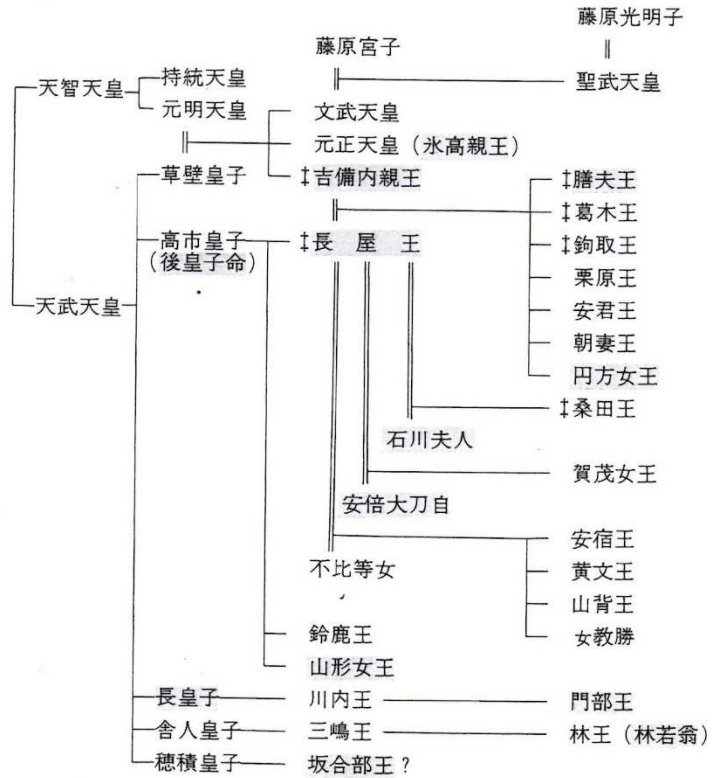 藤原光明子
藤原宮子
聖武天皇
天智天皇
持統天皇
元明天皇
文武天皇
元正天皇（氷高親王）
草壁皇子
‡吉備内親王
‡膳夫王
‡葛木王
高市皇子
（後皇子命）
‡長屋王
‡鉤取王
栗原王
安君王
天武天皇
朝妻王
円方女王
‡桑田王
石川夫人
賀茂女王
安倍大刀自
安宿王
不比等女
黄文王
山背王
鈴鹿王
女教勝
山形女王
長皇子
川内王
門部王
舎人皇子
三嶋王
林王（林若翁）
穂積皇子
坂合部王？